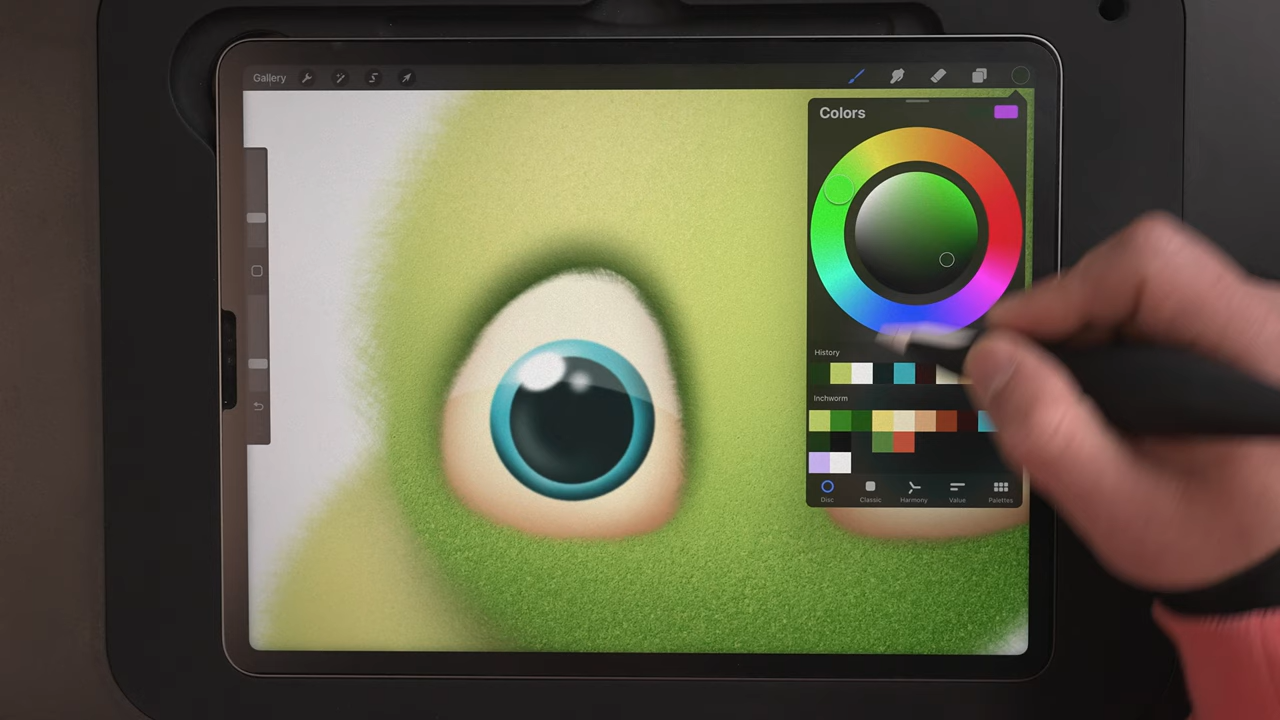 Gallery
Colors
History
Inchworm
Disc
Classic
Harmony
Value
Palettes